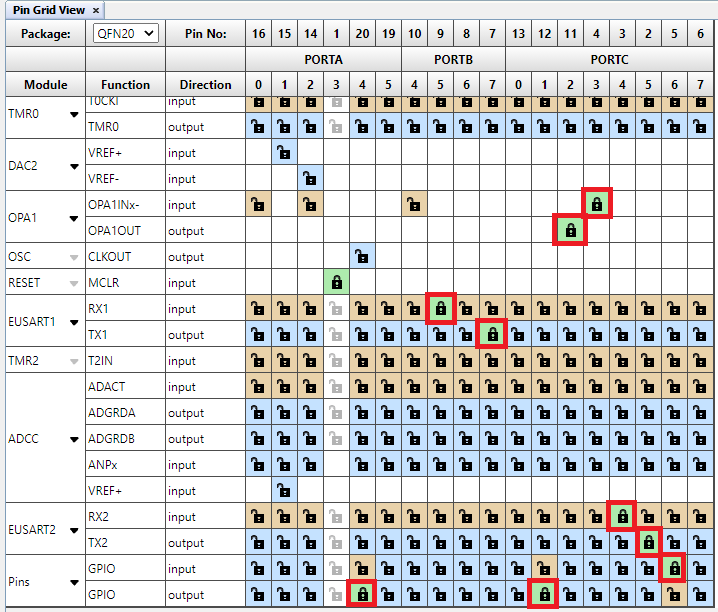 Pin Grid View ×
Package: QFN20 Pin No: 16 15 14 1 20 19 10 9 8 7 13 12 11 4 3 2 5 6
PORTA PORTB PORTC
Module Function Direction 0 1 2 3 4 5 4 5 6 7 0 1 2 3 4 5 6 7
TMR0 T0CKI input
TMR0 output
DAC2 VREF+ input
VREF- input
OPA1 OPA1INx- input
OPA1OUT output
OSC CLKOUT output
RESET MCLR input
EUSART1 RX1 input
TX1 output
TMR2 T2IN input
ADCC ADACT input
ADGRDA output
ADGRDB output
ANPx input
VREF+ input
EUSART2 RX2 input
TX2 output
Pins GPIO input
GPIO output